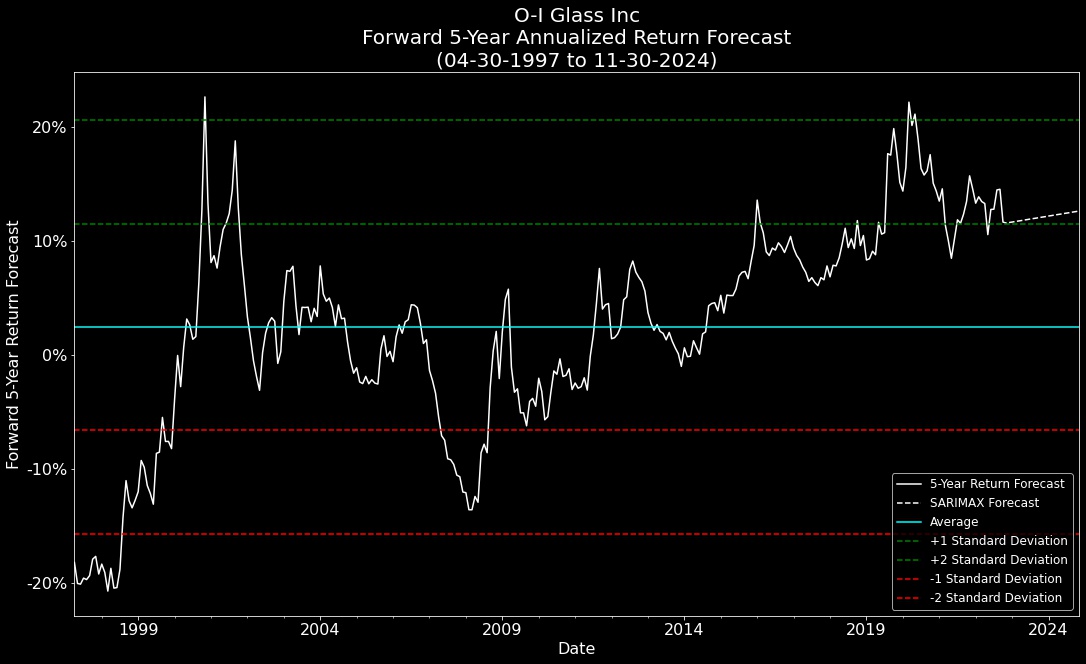 O-I Glass Inc
Forward 5-Year Annualized Return Forecast
(04-30-1997 to 11-30-2024)
Forward 5-Year Return Forecast
20%
10%
0%
-10%
-20%
5-Year Return Forecast
SARIMAX Forecast
Average
+1 Standard Deviation
+2 Standard Deviation
-1 Standard Deviation
-2 Standard Deviation
1999 2004 2009 2014 2019 2024
Date